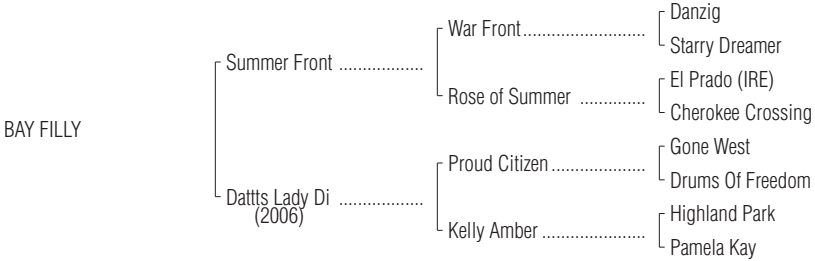 Danzig
War Front..........................
Starry Dreamer
Summer Front ..................
El Prado (IRE)
Rose of Summer ..............
Cherokee Crossing
BAY FILLY
Gone West
Proud Citizen....................
Drums Of Freedom
Dattts Lady Di ..................
(2006)
Highland Park
Kelly Amber ......................
Pamela Kay